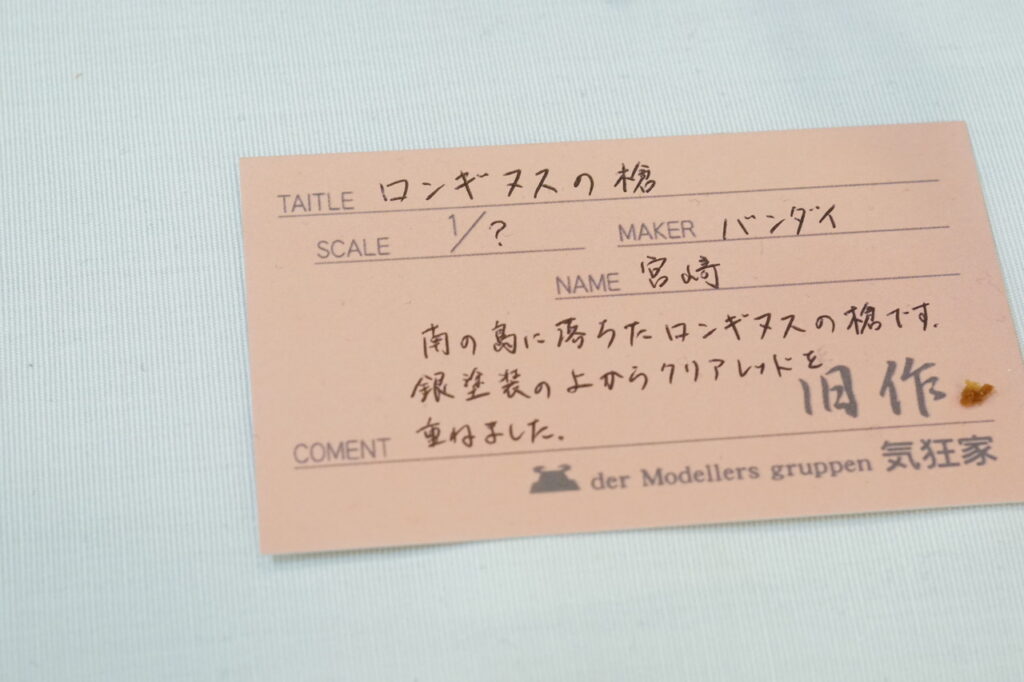 TAITLE ロンギヌスの槍
SCALE 1/? MAKER バンダイ
NAME 宮崎
南の島に落ちたロンギヌスの槍です.
銀塗装の上からクリアレッドを
重ねました.
旧作
COMENT
der Modellers gruppen 気狂家